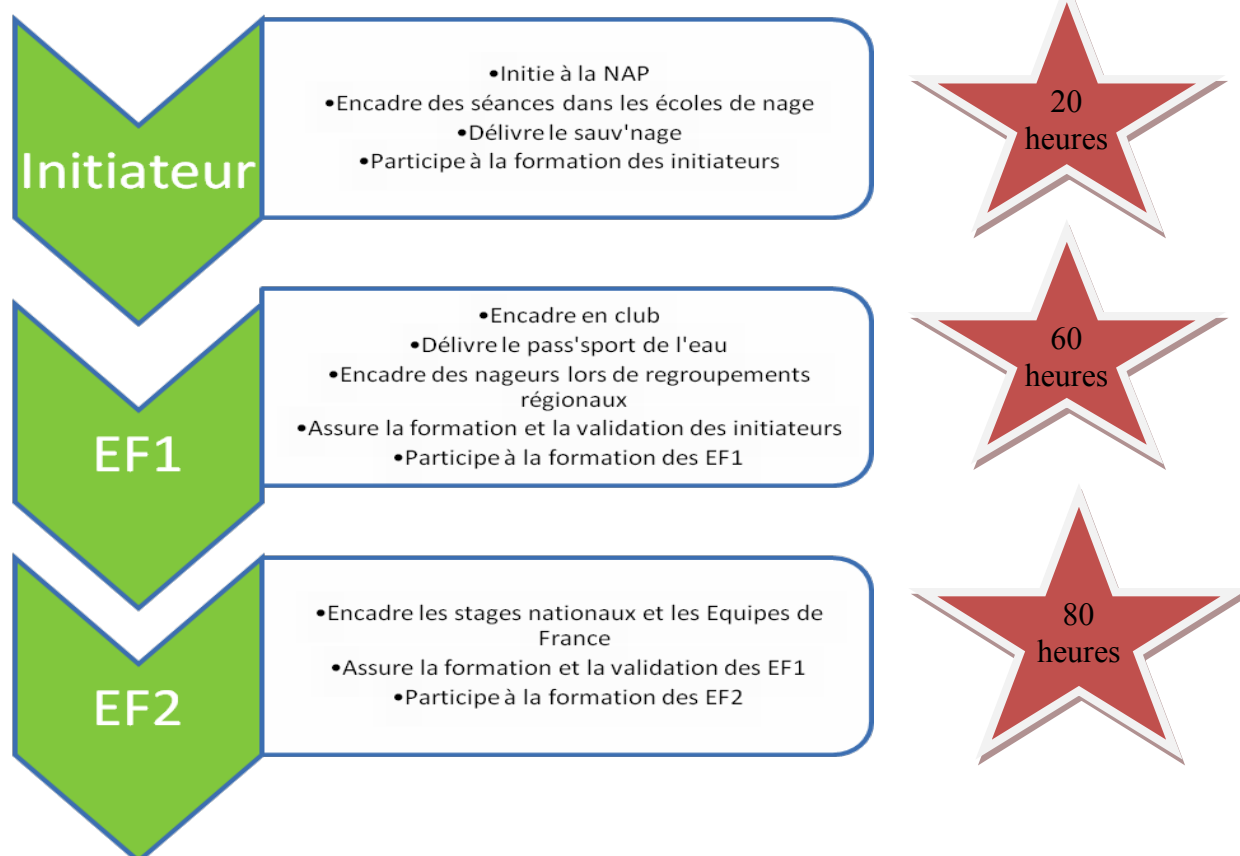 Initiateur
•Initie à la NAP
•Encadre des séances dans les écoles de nage
•Délivre le sauv'nage
•Participe à la formation des initiateurs
20
heures
EF1
•Encadre en club
•Délivre le pass'sport de l'eau
•Encadre des nageurs lors de regroupements
régionaux
•Assure la formation et la validation des initiateurs
•Participe à la formation des EF1
60
heures
EF2
•Encadre les stages nationaux et les Equipes de
France
•Assure la formation et la validation des EF1
•Participe à la formation des EF2
80
heures